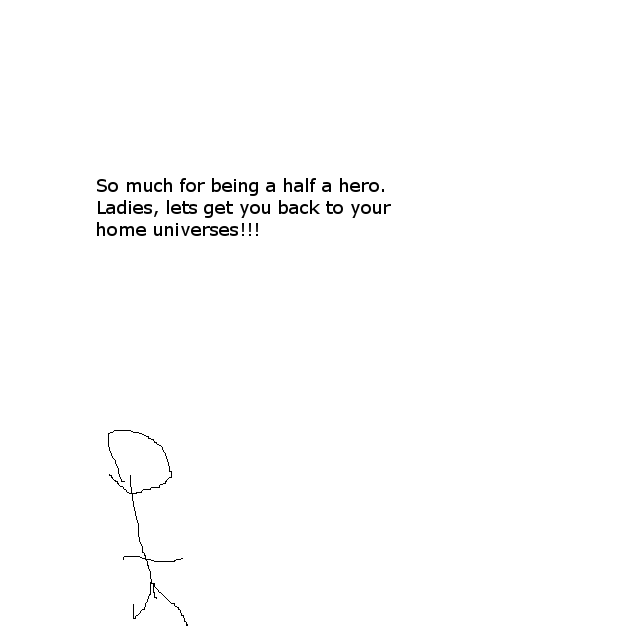 So much for being a half a hero.
Ladies, lets get you back to your
home universes!!!